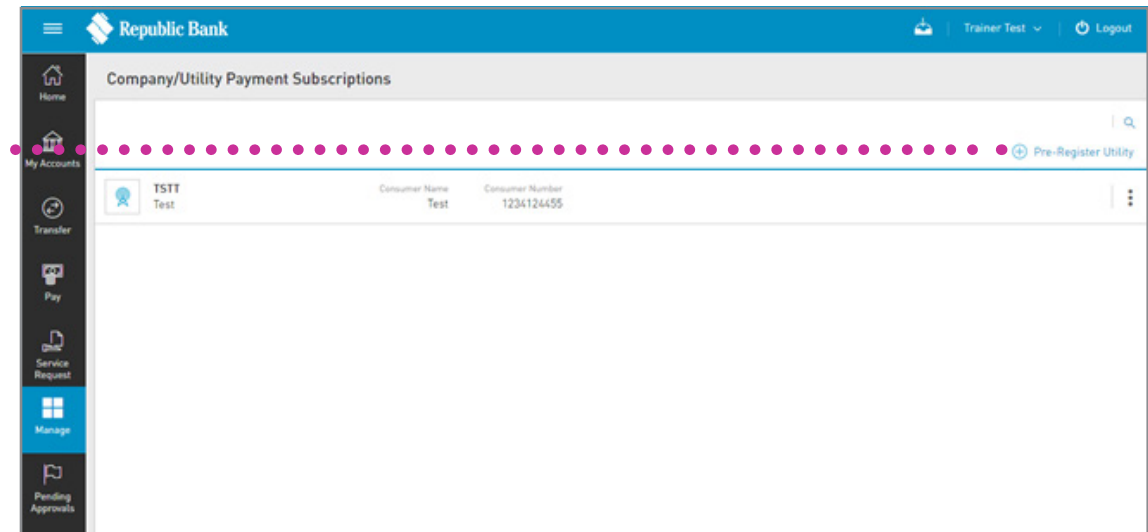 Republic Bank
Trainer Test
Logout
Home
My Accounts
Transfer
Pay
Service
Request
Manage
Pending
Approvals
Company/Utility Payment Subscriptions
Pre-Register Utility
TSTT
Test
Consumer Name
Test
Consumer Number
1234124455